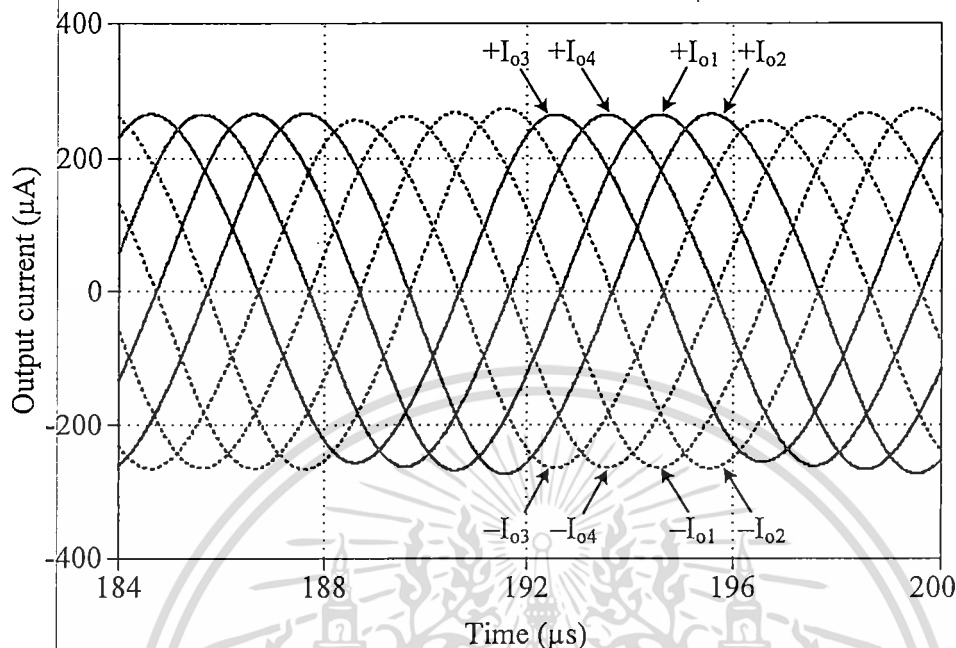 400
+Iₒ₃ +Iₒ₄ +Iₒ₁ +Iₒ₂
200
0
-200
–Iₒ₃ –Iₒ₄ –Iₒ₁ –Iₒ₂
-400
184 188 192 196 200
Output current (µA)
Time (µs)